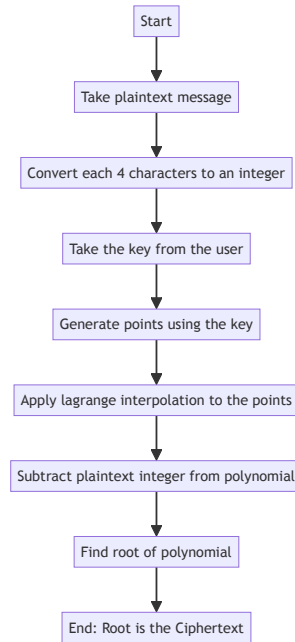 Start
Take plaintext message
Convert each 4 characters to an integer
Take the key from the user
Generate points using the key
Apply lagrange interpolation to the points
Subtract plaintext integer from polynomial
Find root of polynomial
End: Root is the Ciphertext